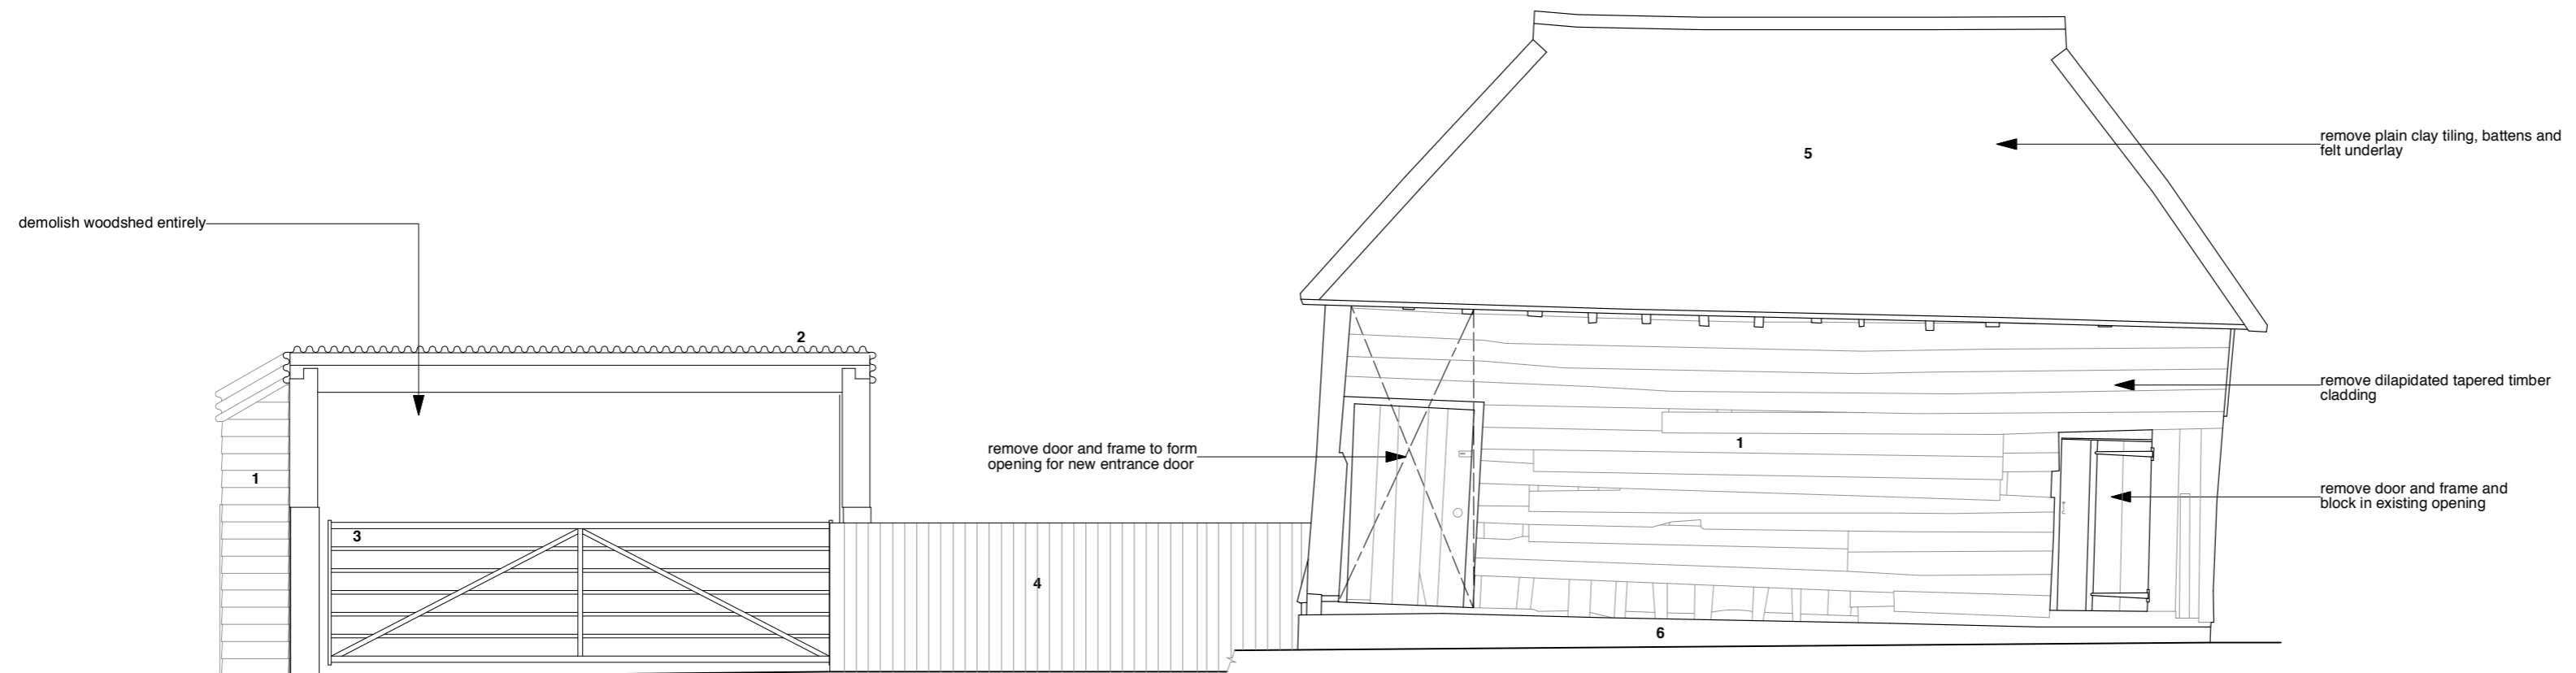 remove plain clay tiling, battens and
felt underlay
5
demolish woodshed entirely
2
remove dilapidated tapered timber
cladding
1
remove door and frame to form
opening for new entrance door
1
remove door and frame and
block in existing opening
3
4
6